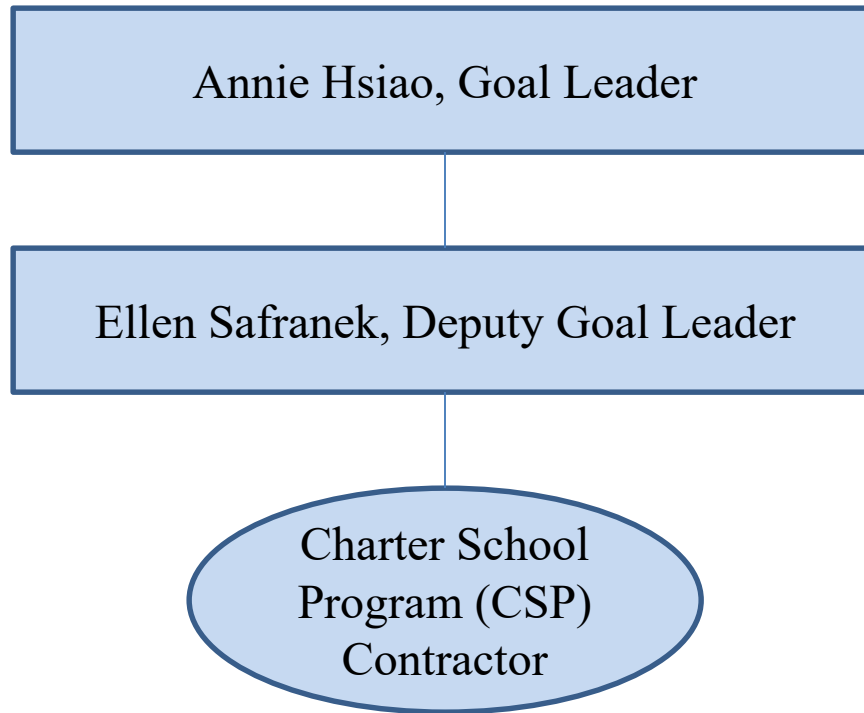 Annie Hsiao, Goal Leader
Ellen Safranek, Deputy Goal Leader
Charter School
Program (CSP)
Contractor